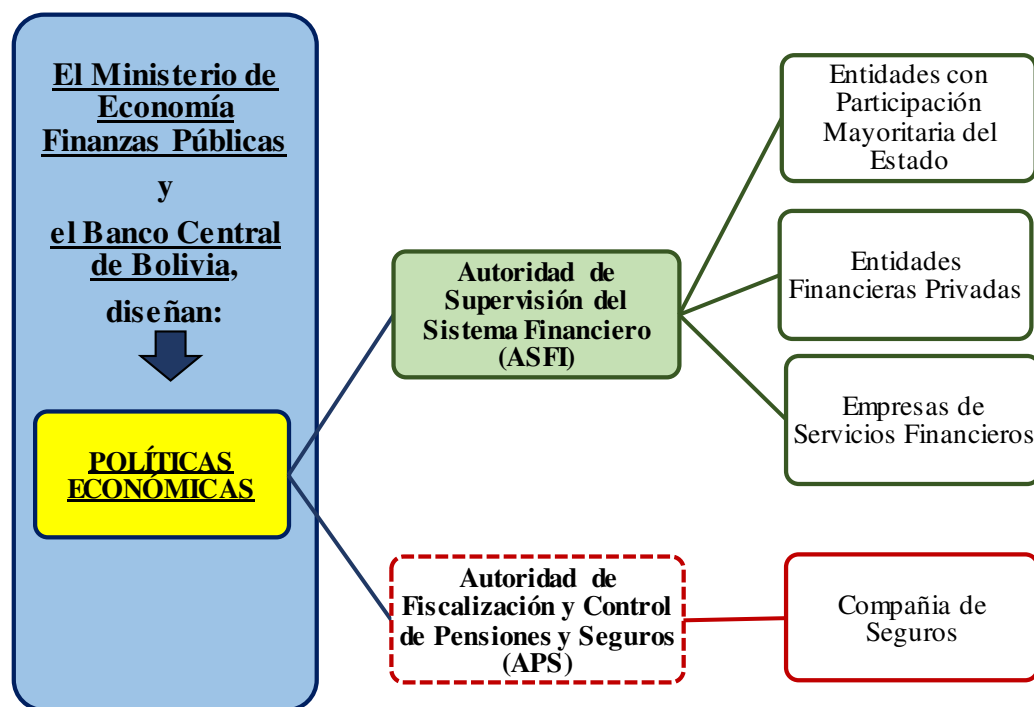 El Ministerio de
Economía
Finanzas Públicas
y
el Banco Central
de Bolivia,
diseñan:
POLÍTICAS
ECONÓMICAS
Autoridad de
Supervisión del
Sistema Financiero
(ASFI)
Autoridad de
Fiscalización y Control
de Pensiones y Seguros
(APS)
Entidades con
Participación
Mayoritaria del
Estado
Entidades
Financieras Privadas
Empresas de
Servicios Financieros
Compañia de
Seguros